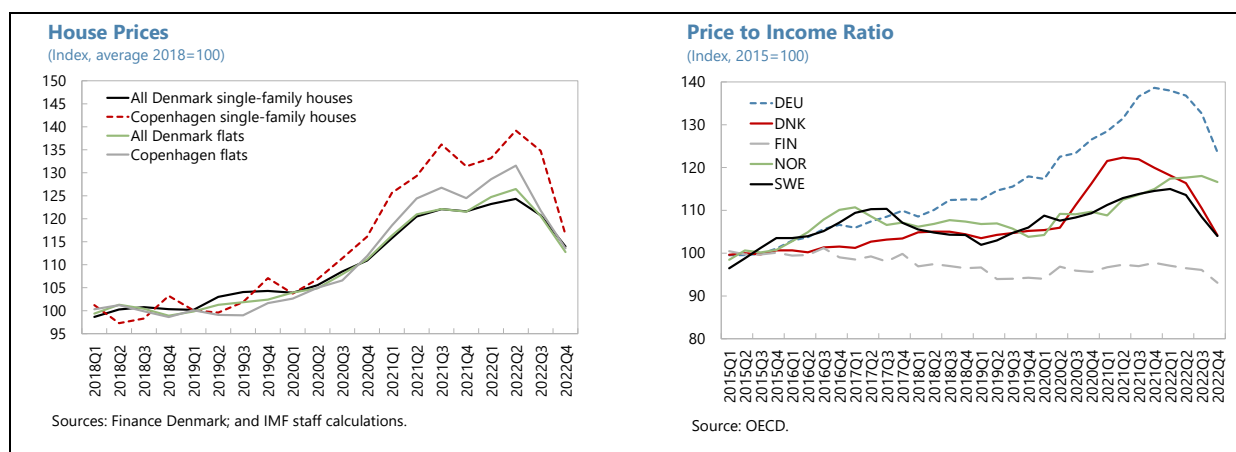 House Prices
(Index, average 2018=100)
150
145
140
135
130
125
120
115
110
105
100
95
All Denmark single-family houses
Copenhagen single-family houses
All Denmark flats
Copenhagen flats
2018Q1
2018Q2
2018Q3
2018Q4
2019Q1
2019Q2
2019Q3
2019Q4
2020Q1
2020Q2
2020Q3
2020Q4
2021Q1
2021Q2
2021Q3
2021Q4
2022Q1
2022Q2
2022Q3
2022Q4
Sources: Finance Denmark; and IMF staff calculations.
Price to Income Ratio
(Index, 2015=100)
140
130
120
110
100
90
80
DEU
DNK
FIN
NOR
SWE
2015Q1
2015Q2
2015Q3
2015Q4
2016Q1
2016Q2
2016Q3
2016Q4
2017Q1
2017Q2
2017Q3
2017Q4
2018Q1
2018Q2
2018Q3
2018Q4
2019Q1
2019Q2
2019Q3
2019Q4
2020Q1
2020Q2
2020Q3
2020Q4
2021Q1
2021Q2
2021Q3
2021Q4
2022Q1
2022Q2
2022Q3
2022Q4
Source: OECD.